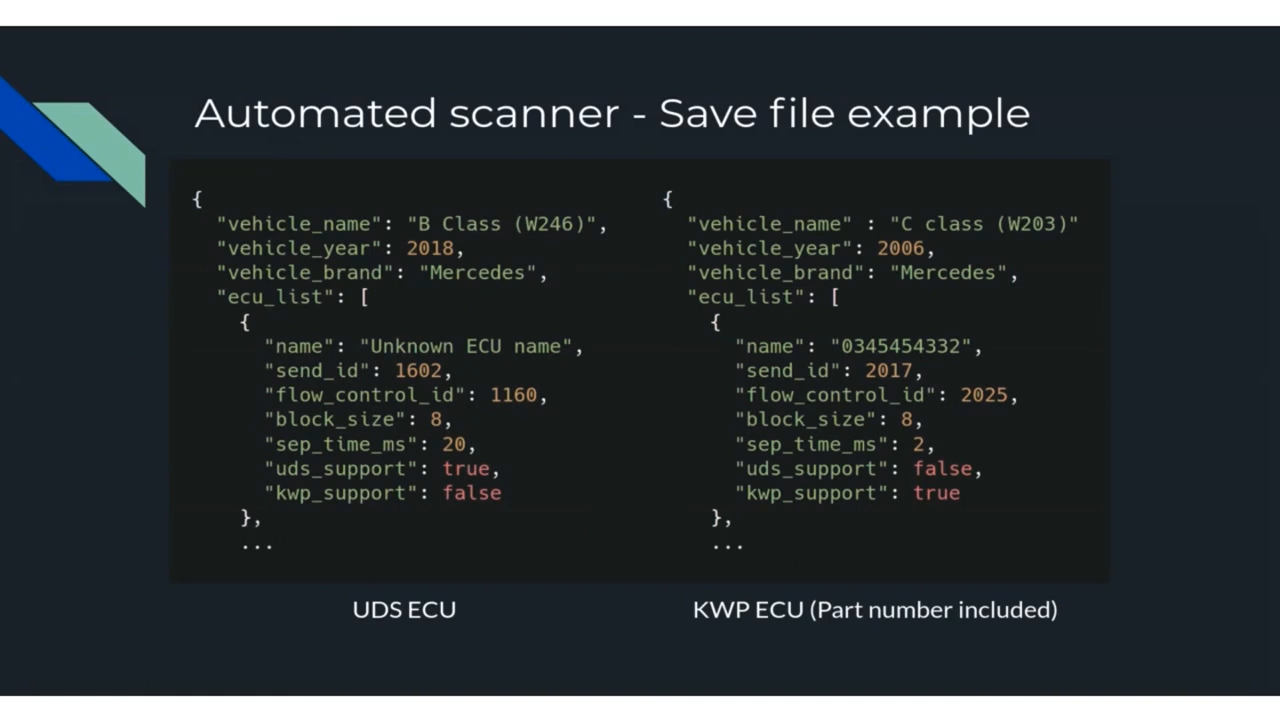 Automated scanner - Save file example
{
"vehicle_name": "B Class (W246)",
"vehicle_year": 2018,
"vehicle_brand": "Mercedes",
"ecu_list": [
{
"name": "Unknown ECU name",
"send_id": 1602,
"flow_control_id": 1160,
"block_size": 8,
"sep_time_ms": 20,
"uds_support": true,
"kwp_support": false
},
...
{
"vehicle_name" : "C class (W203)"
"vehicle_year": 2006,
"vehicle_brand": "Mercedes",
"ecu_list": [
{
"name": "0345454332",
"send_id": 2017,
"flow_control_id": 2025,
"block_size": 8,
"sep_time_ms": 2,
"uds_support": false,
"kwp_support": true
},
...
UDS ECU
KWP ECU (Part number included)